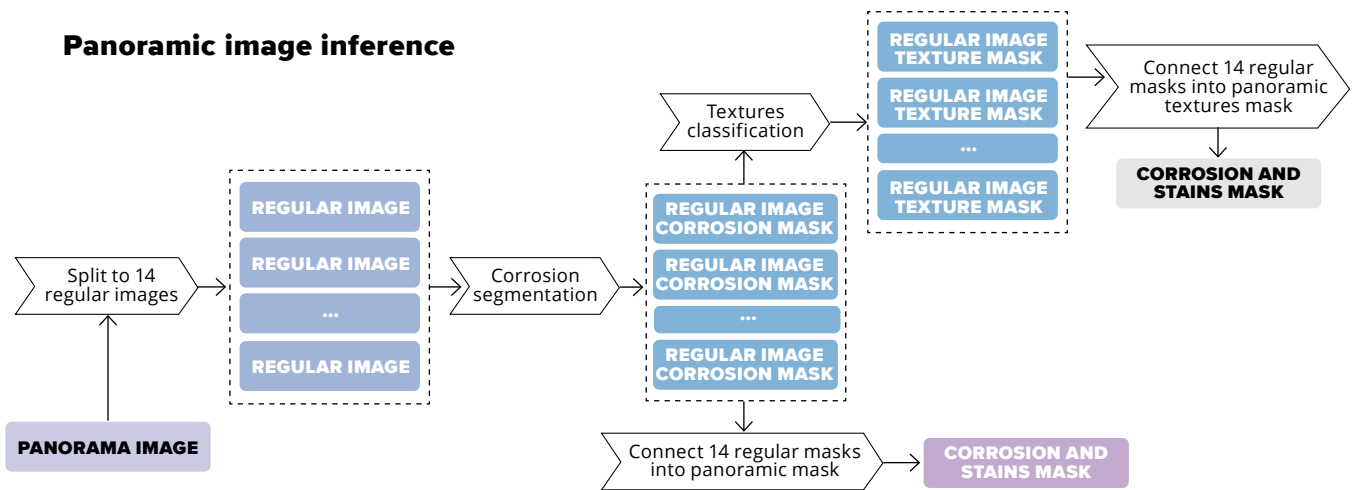 Panoramic image inference
PANORAMA IMAGE
Split to 14
regular images
REGULAR IMAGE
REGULAR IMAGE
...
REGULAR IMAGE
Corrosion
segmentation
REGULAR IMAGE
CORROSION MASK
REGULAR IMAGE
CORROSION MASK
...
REGULAR IMAGE
CORROSION MASK
Textures
classification
REGULAR IMAGE
TEXTURE MASK
REGULAR IMAGE
TEXTURE MASK
...
REGULAR IMAGE
TEXTURE MASK
Connect 14 regular
masks into panoramic
textures mask
CORROSION AND
STAINS MASK
Connect 14 regular masks
into panoramic mask
CORROSION AND
STAINS MASK